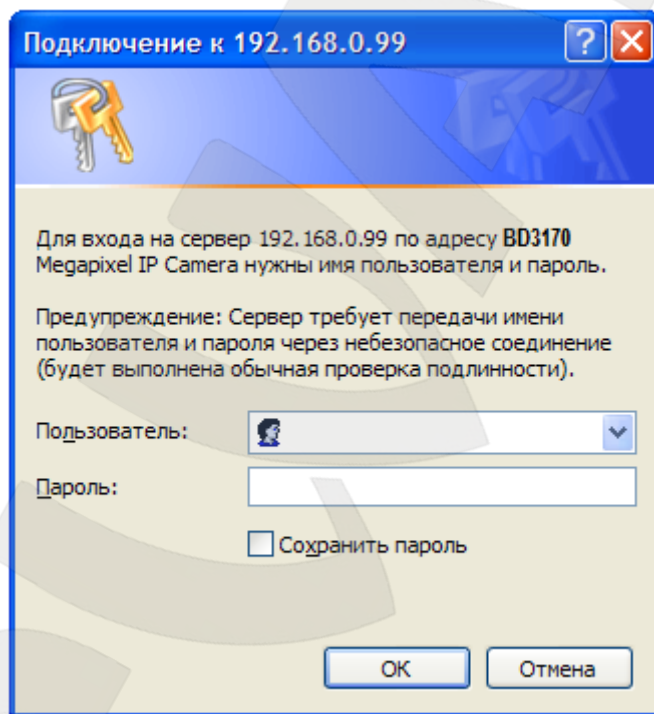 Подключение к 192.168.0.99
Для входа на сервер 192.168.0.99 по адресу BD3170
Megapixel IP Camera нужны имя пользователя и пароль.
Предупреждение: Сервер требует передачи имени
пользователя и пароля через небезопасное соединение
(будет выполнена обычная проверка подлинности).
Пользователь:
Пароль:
Сохранить пароль
ОК
Отмена